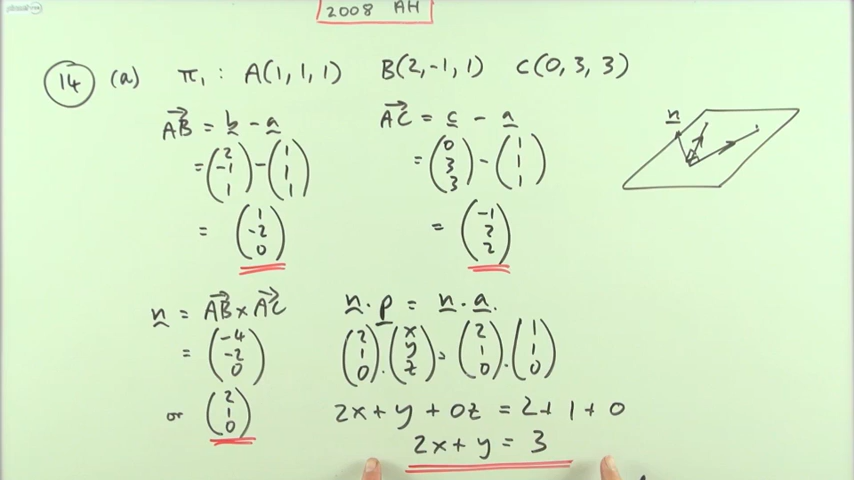 2008 AH
14 (a) π₁ : A(1, 1, 1) B(2, -1, 1) C(0, 3, 3)
AB→ = b - a
= (2 -1 1) - (1 1 1)
= (1 -2 0)
AC→ = c - a
= (0 3 3) - (1 1 1)
= (-1 2 2)
n
n = AB→ × AC→
= (-4 -2 0)
or (2 1 0)
n . p = n . a.
(2 1 0) . (x y z) = (2 1 0) . (1 1 1 0)
2x + y + 0z = 2 + 1 + 0
2x + y = 3